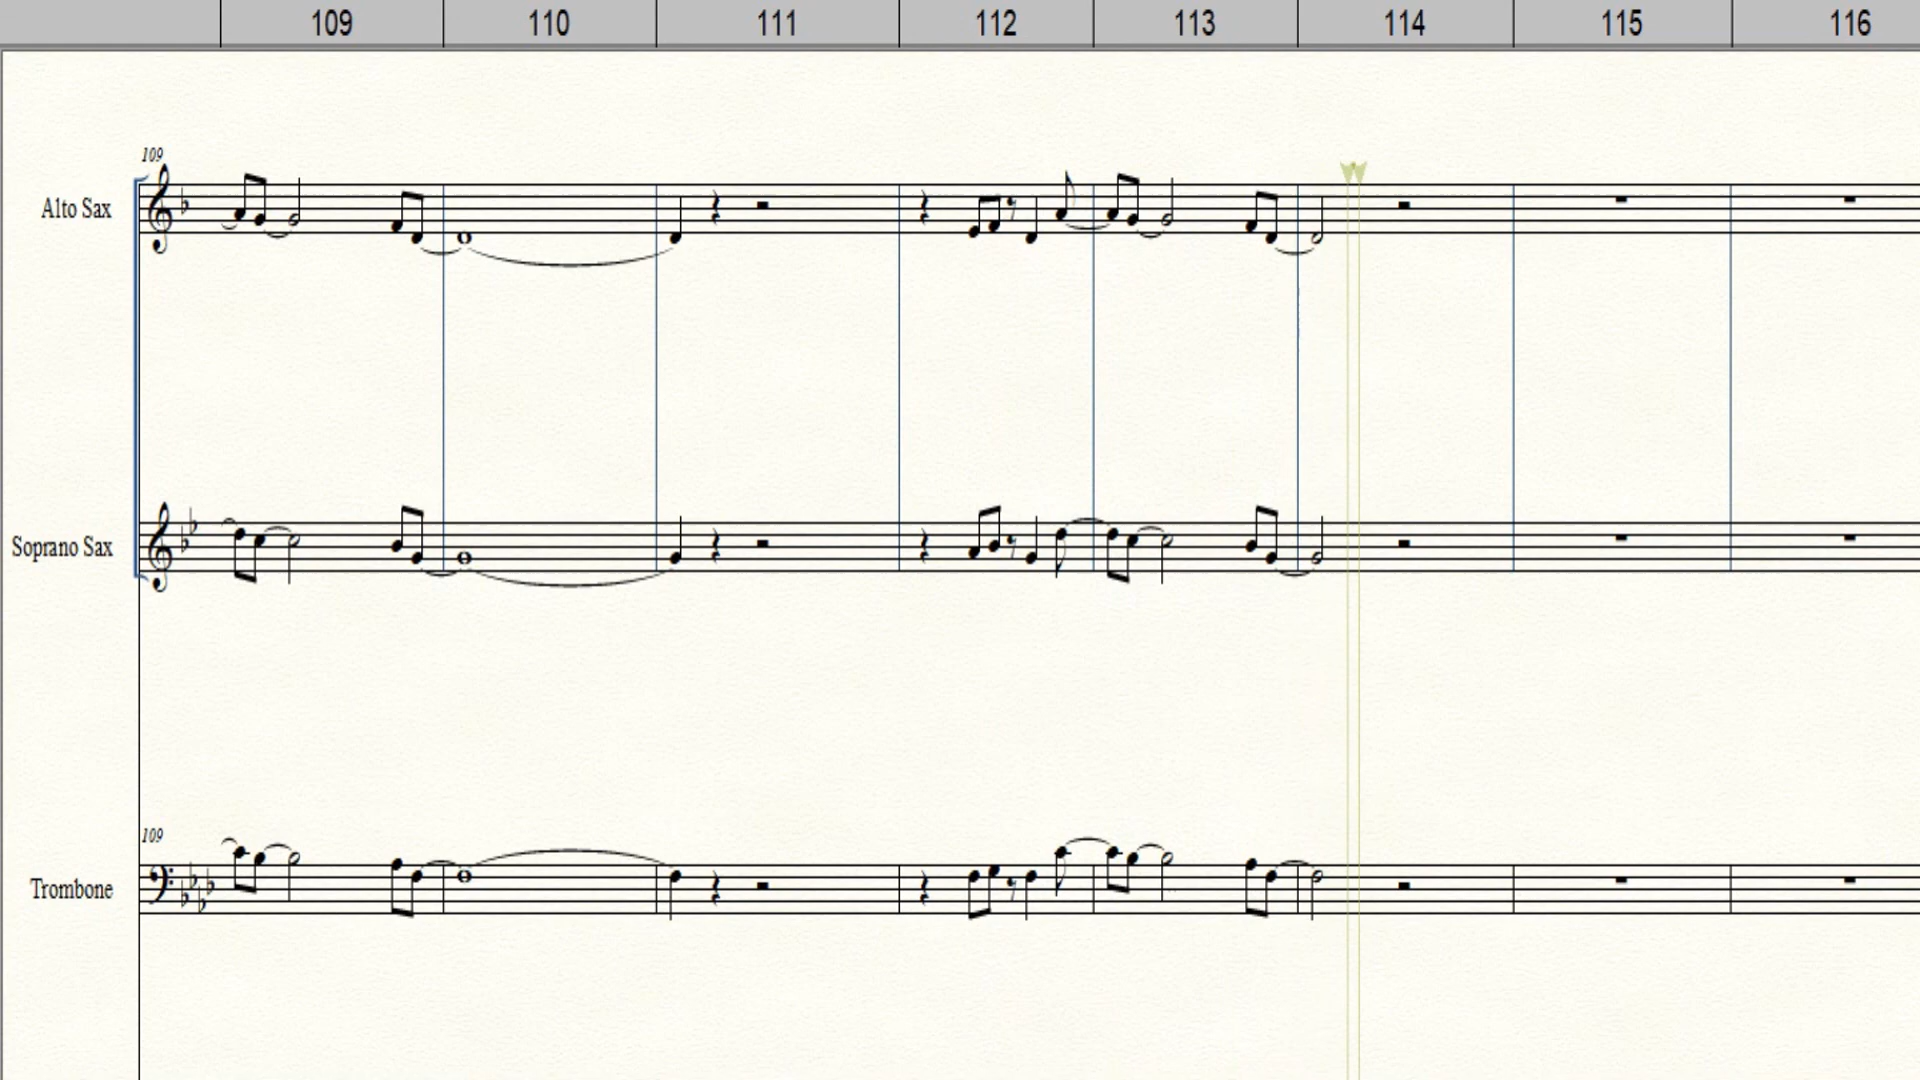 109 110 111 112 113 114 115 116
109
Alto Sax
Soprano Sax
109
Trombone